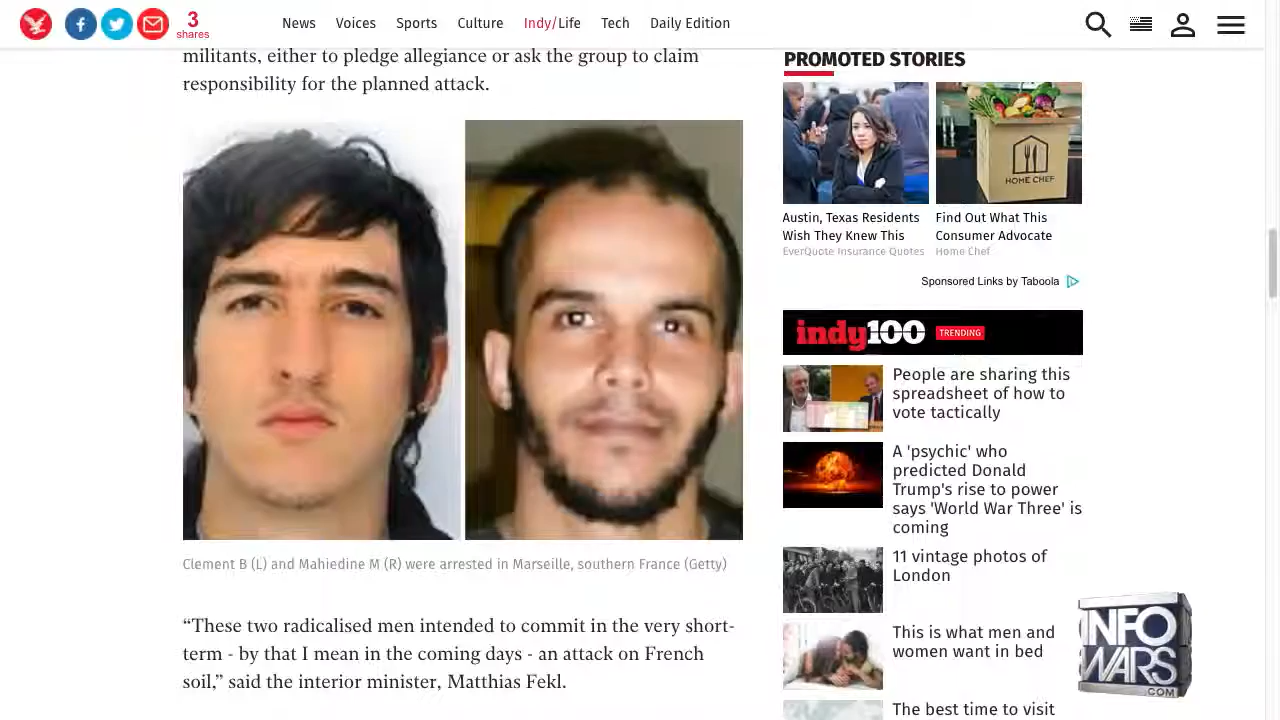 3
shares
News Voices Sports Culture Indy/Life Tech Daily Edition
militants, either to pledge allegiance or ask the group to claim
responsibility for the planned attack.
Clement B (L) and Mahiedine M (R) were arrested in Marseille, southern France (Getty)
“These two radicalised men intended to commit in the very short-
term - by that I mean in the coming days - an attack on French
soil,” said the interior minister, Matthias Fekl.
PROMOTED STORIES
HOME CHEF
Austin, Texas Residents
Wish They Knew This
EverQuote Insurance Quotes
Find Out What This
Consumer Advocate
Home Chef
Sponsored Links by Taboola
indy100 TRENDING
People are sharing this
spreadsheet of how to
vote tactically
A 'psychic' who
predicted Donald
Trump's rise to power
says 'World War Three' is
coming
11 vintage photos of
London
This is what men and
women want in bed
The best time to visit
INFO
WARS
.COM